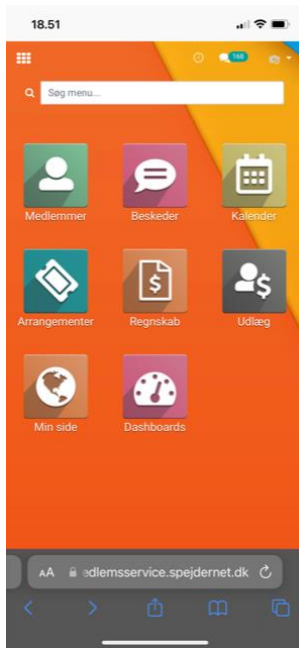 18.51
168
Søg menu...
Medlemmer
Beskeder
Kalender
Arrangementer
Regnskab
Udlæg
Min side
Dashboards
AA edlemsservice.spejdernet.dk